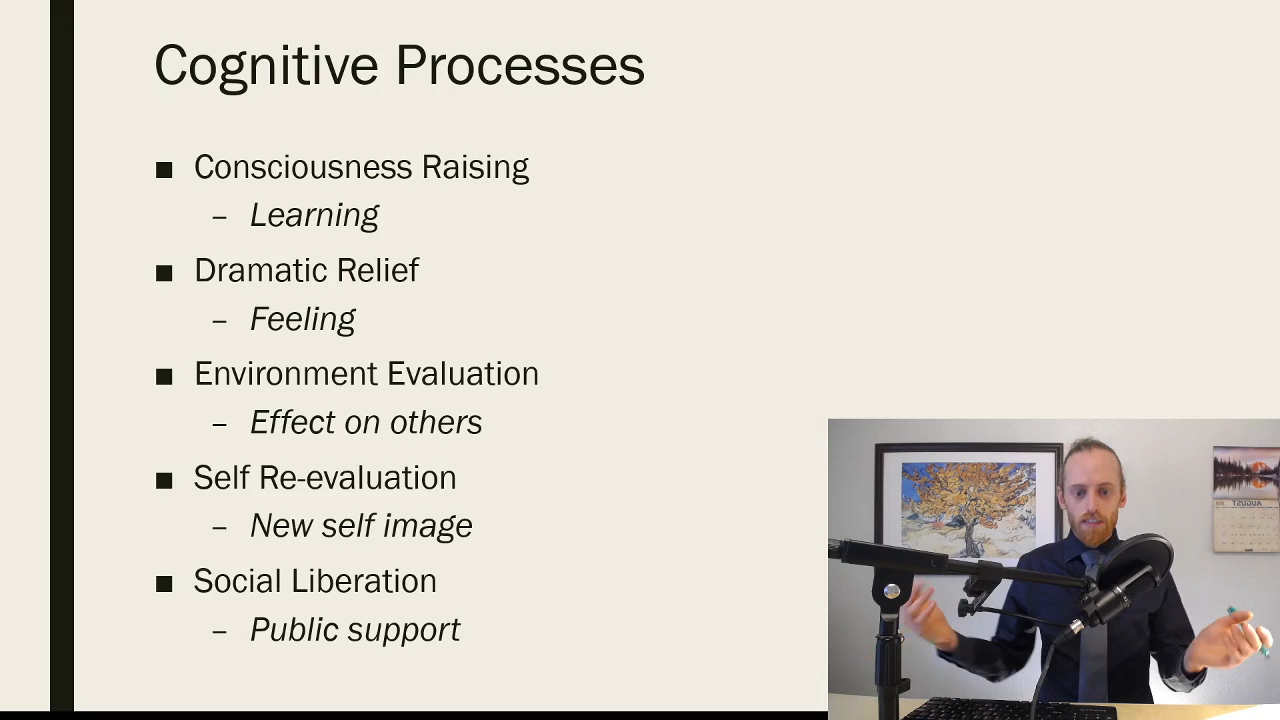 Cognitive Processes
■ Consciousness Raising
– Learning
■ Dramatic Relief
– Feeling
■ Environment Evaluation
– Effect on others
■ Self Re-evaluation
– New self image
■ Social Liberation
– Public support
AUGUST